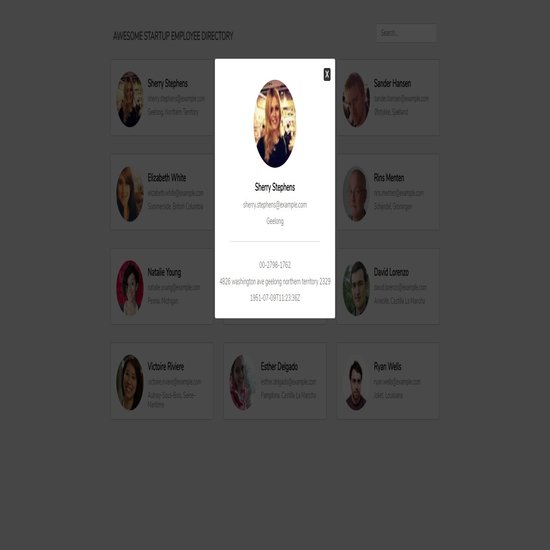 AWESOME STARTUP EMPLOYEE DIRECTORY
Search...
Sherry Stephens
sherry.stephens@example.com
Geelong, Northern Territory
Sander Hansen
sander.hansen@example.com
Elizabeth White
elizabeth.white@example.com
Summerside, British Columbia
Rins Menten
rins.menten@example.com
Schijndel, Groningen
Natalie Young
natalie.young@example.com
Peoria, Michigan
David Lorenzo
david.lorenzo@example.com
Arrecife, Castilla La Mancha
Victoire Riviere
victoire.riviere@example.com
Aulnay-Sous-Bois, Seine-
Maritime
Esther Delgado
esther.delgado@example.com
Pamplona, Castilla La Mancha
Ryan Wells
ryan.wells@example.com
Joliet, Louisiana
X
Sherry Stephens
sherry.stephens@example.com
Geelong
00-2798-1762
4826 washington ave geelong northern territory 2329
1951-07-09T11:23:36Z